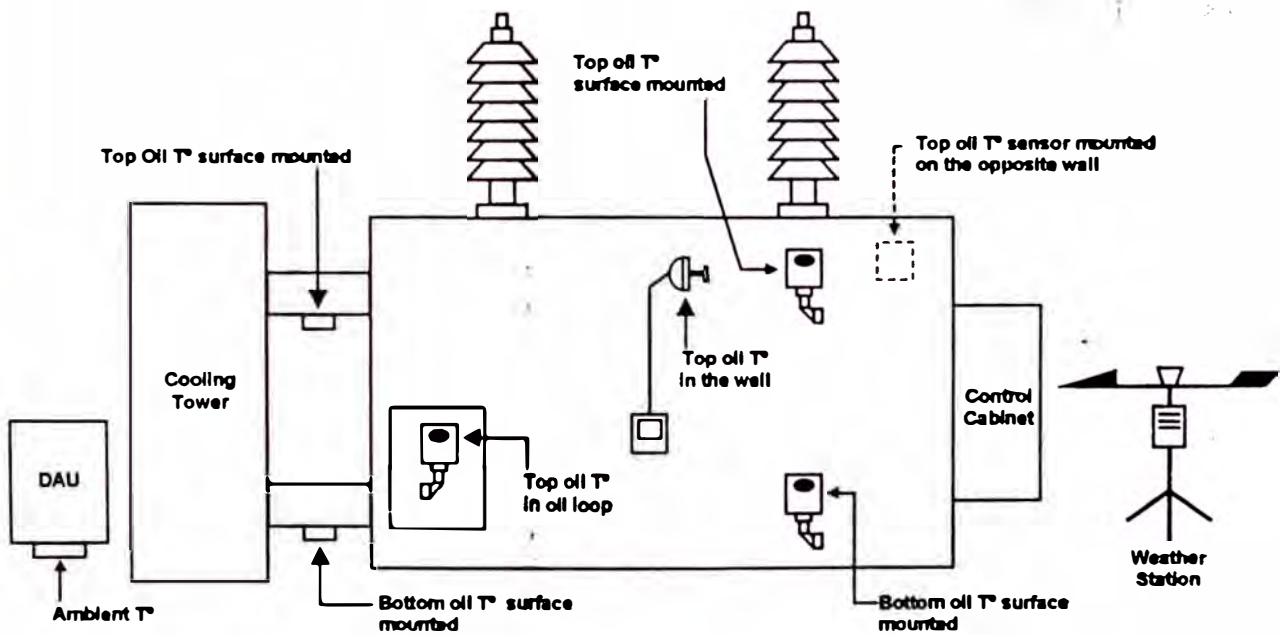 Top oil T°
surface mounted
Top Oil T° surface mounted
Top oil T° sensor mounted
on the opposite wall
Top oil T°
in the wall
Cooling
Tower
Control
Cabinet
DAU
Top oil T°
in oil loop
Weather
Station
Ambient T°
Bottom oil T° surface
mounted
Bottom oil T° surface
mounted